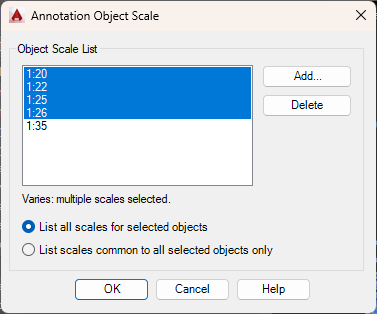 Annotation Object Scale
Object Scale List
1:20
1:22
1:25
1:26
1:35
Add...
Delete
Varies: multiple scales selected.
List all scales for selected objects
List scales common to all selected objects only
OK
Cancel
Help